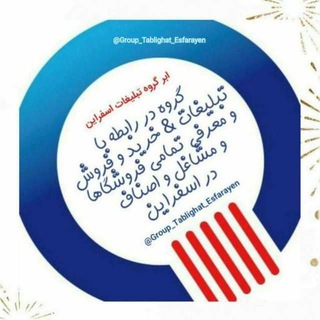 @Group_Tablighat_Esfarayen
ابر گروه تبلیغات اسفراین
گروه در رابطه با
تبلیغات & خرید و فروش
و معرفی تمامی فروشگاها
و مشاغل و اصناف
در اسفراین
@Group_Tablighat_Esfarayen